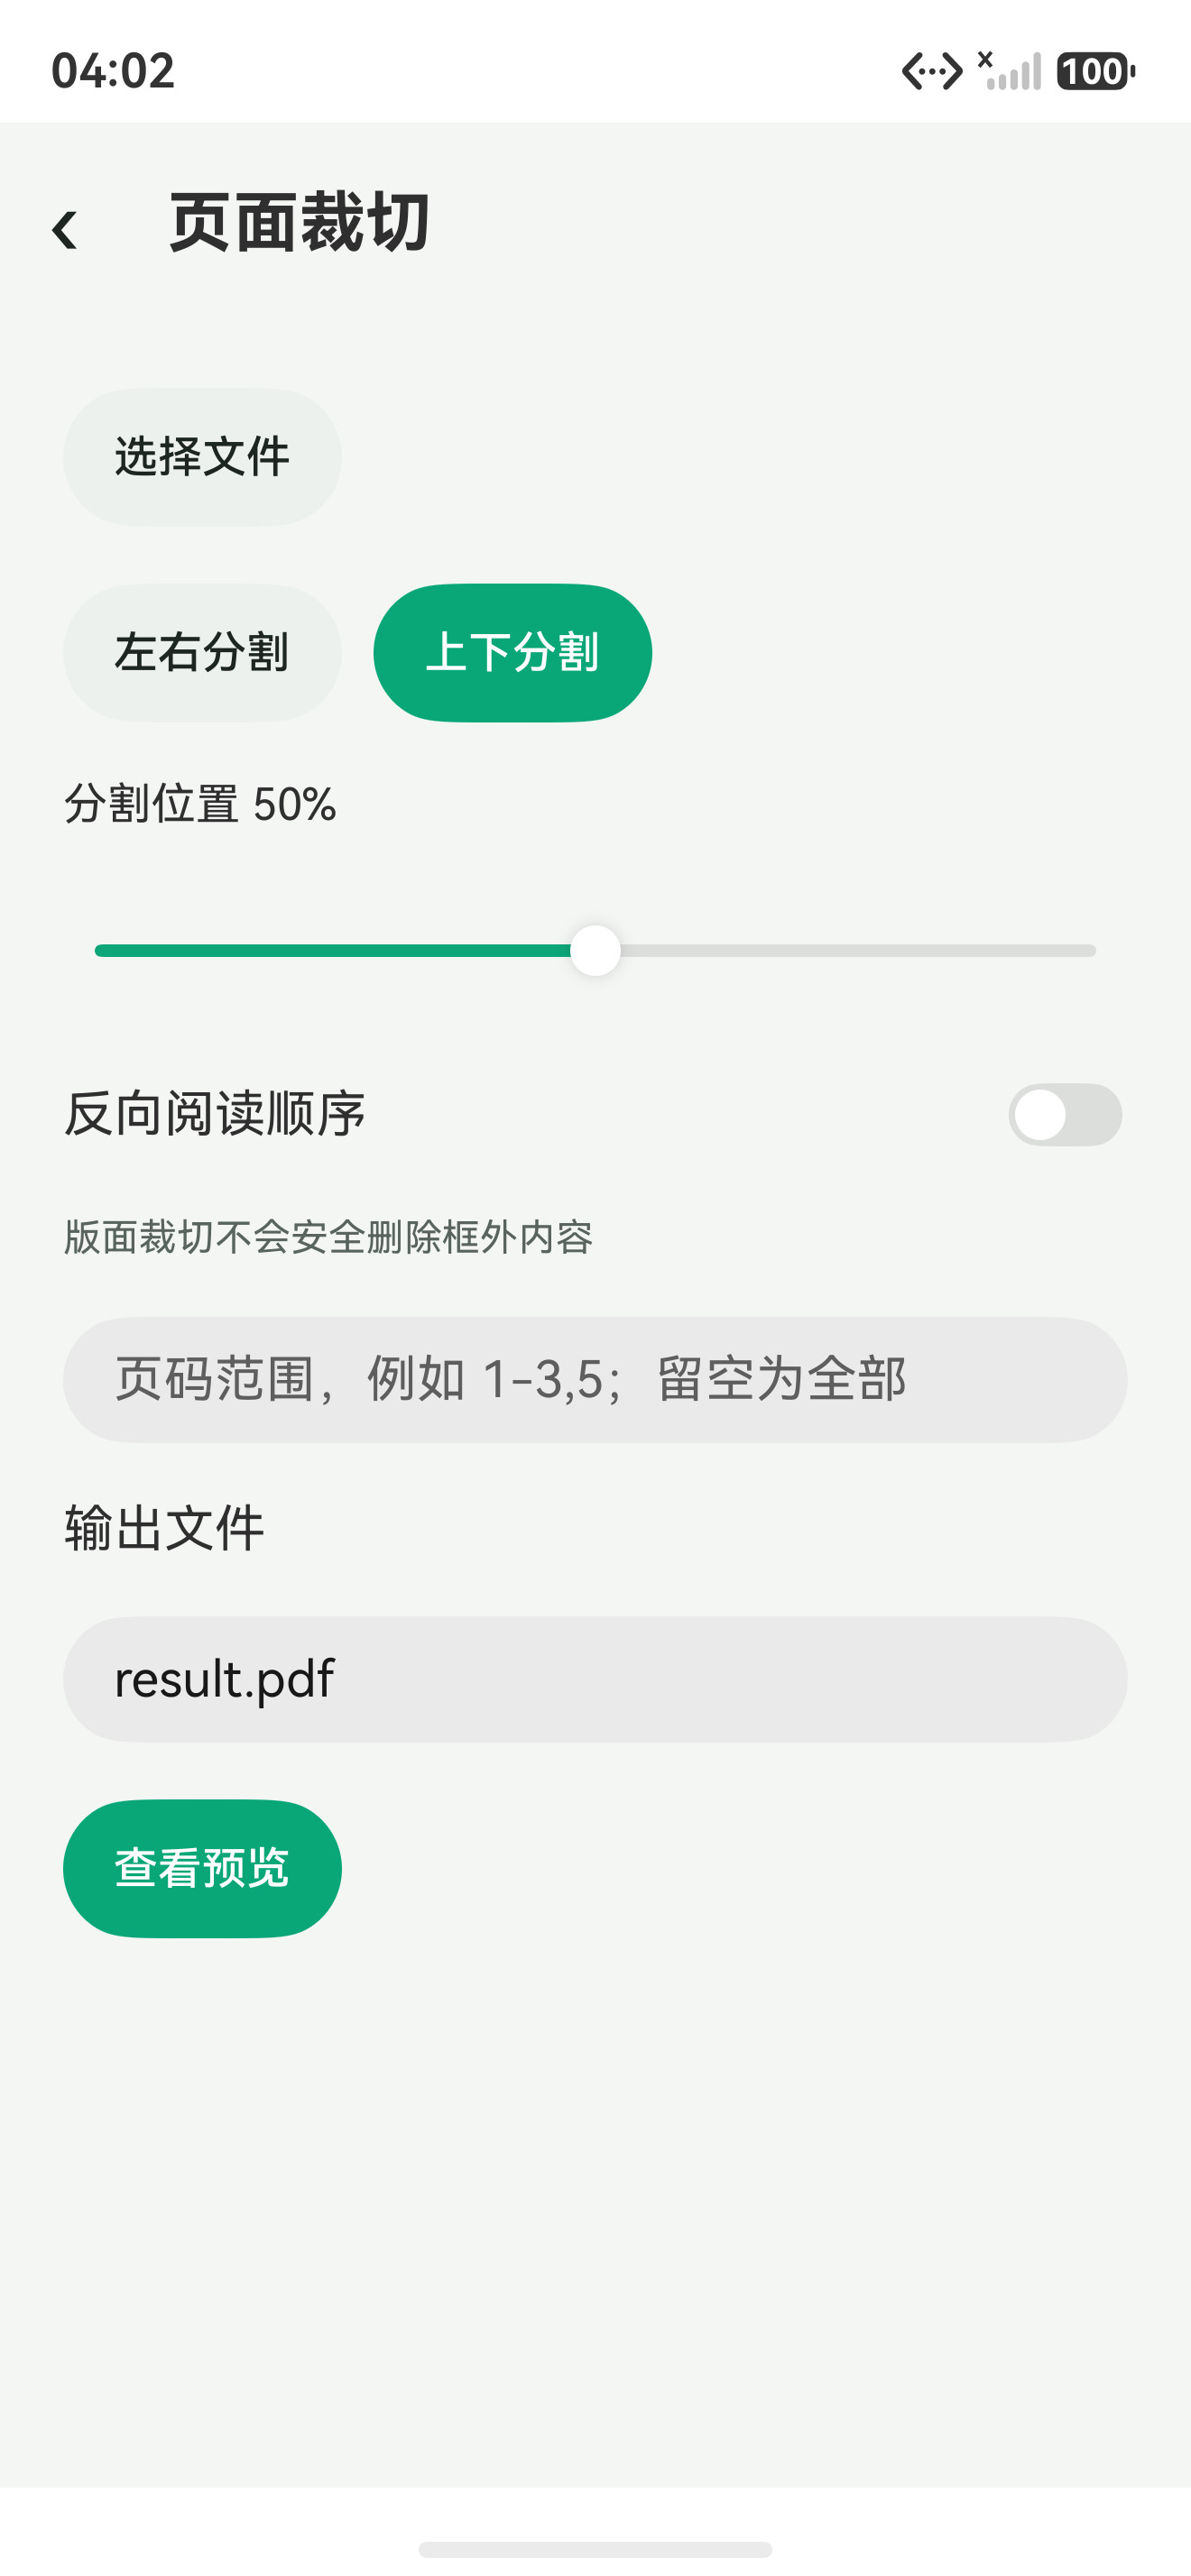 04:02
100
页面裁切
选择文件
左右分割 上下分割
分割位置 50%
反向阅读顺序
版面裁切不会安全删除框外内容
页码范围，例如 1-3,5；留空为全部
输出文件
result.pdf
查看预览